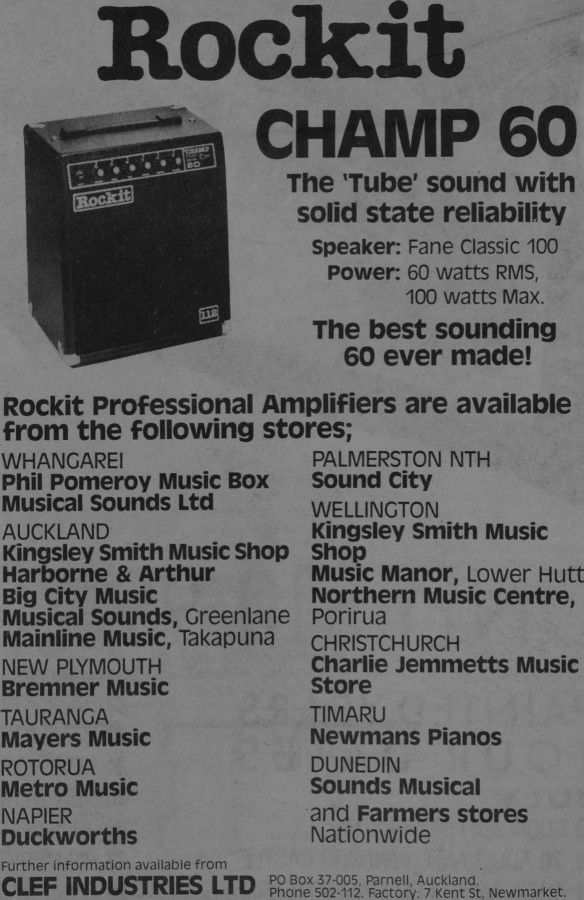 Rockit
CHAMP 60
The 'Tube' sound with
solid state reliability
Speaker: Fane Classic 100
Power: 60 watts RMS,
100 watts Max.
The best sounding
60 ever made!
CHAMP
60
Rockit
112
Rockit Professional Amplifiers are available
from the following stores;
WHANGAREI
Phil Pomeroy Music Box
Musical Sounds Ltd
AUCKLAND
Kingsley Smith Music Shop
Harborne & Arthur
Big City Music
Musical Sounds, Greenlane
Mainline Music, Takapuna
NEW PLYMOUTH
Bremner Music
TAURANGA
Mayers Music
ROTORUA
Metro Music
NAPIER
Duckworths
PALMERSTON NTH
Sound City
WELLINGTON
Kingsley Smith Music
Shop
Music Manor, Lower Hutt
Northern Music Centre,
Porirua
CHRISTCHURCH
Charlie Jemmetts Music
Store
TIMARU
Newmans Pianos
DUNEDIN
Sounds Musical
and Farmers stores
Nationwide
Further information available from
CLEF INDUSTRIES LTD
PO Box 37-005, Parnell, Auckland.
Phone 502-112. Factory: 7 Kent St, Newmarket.